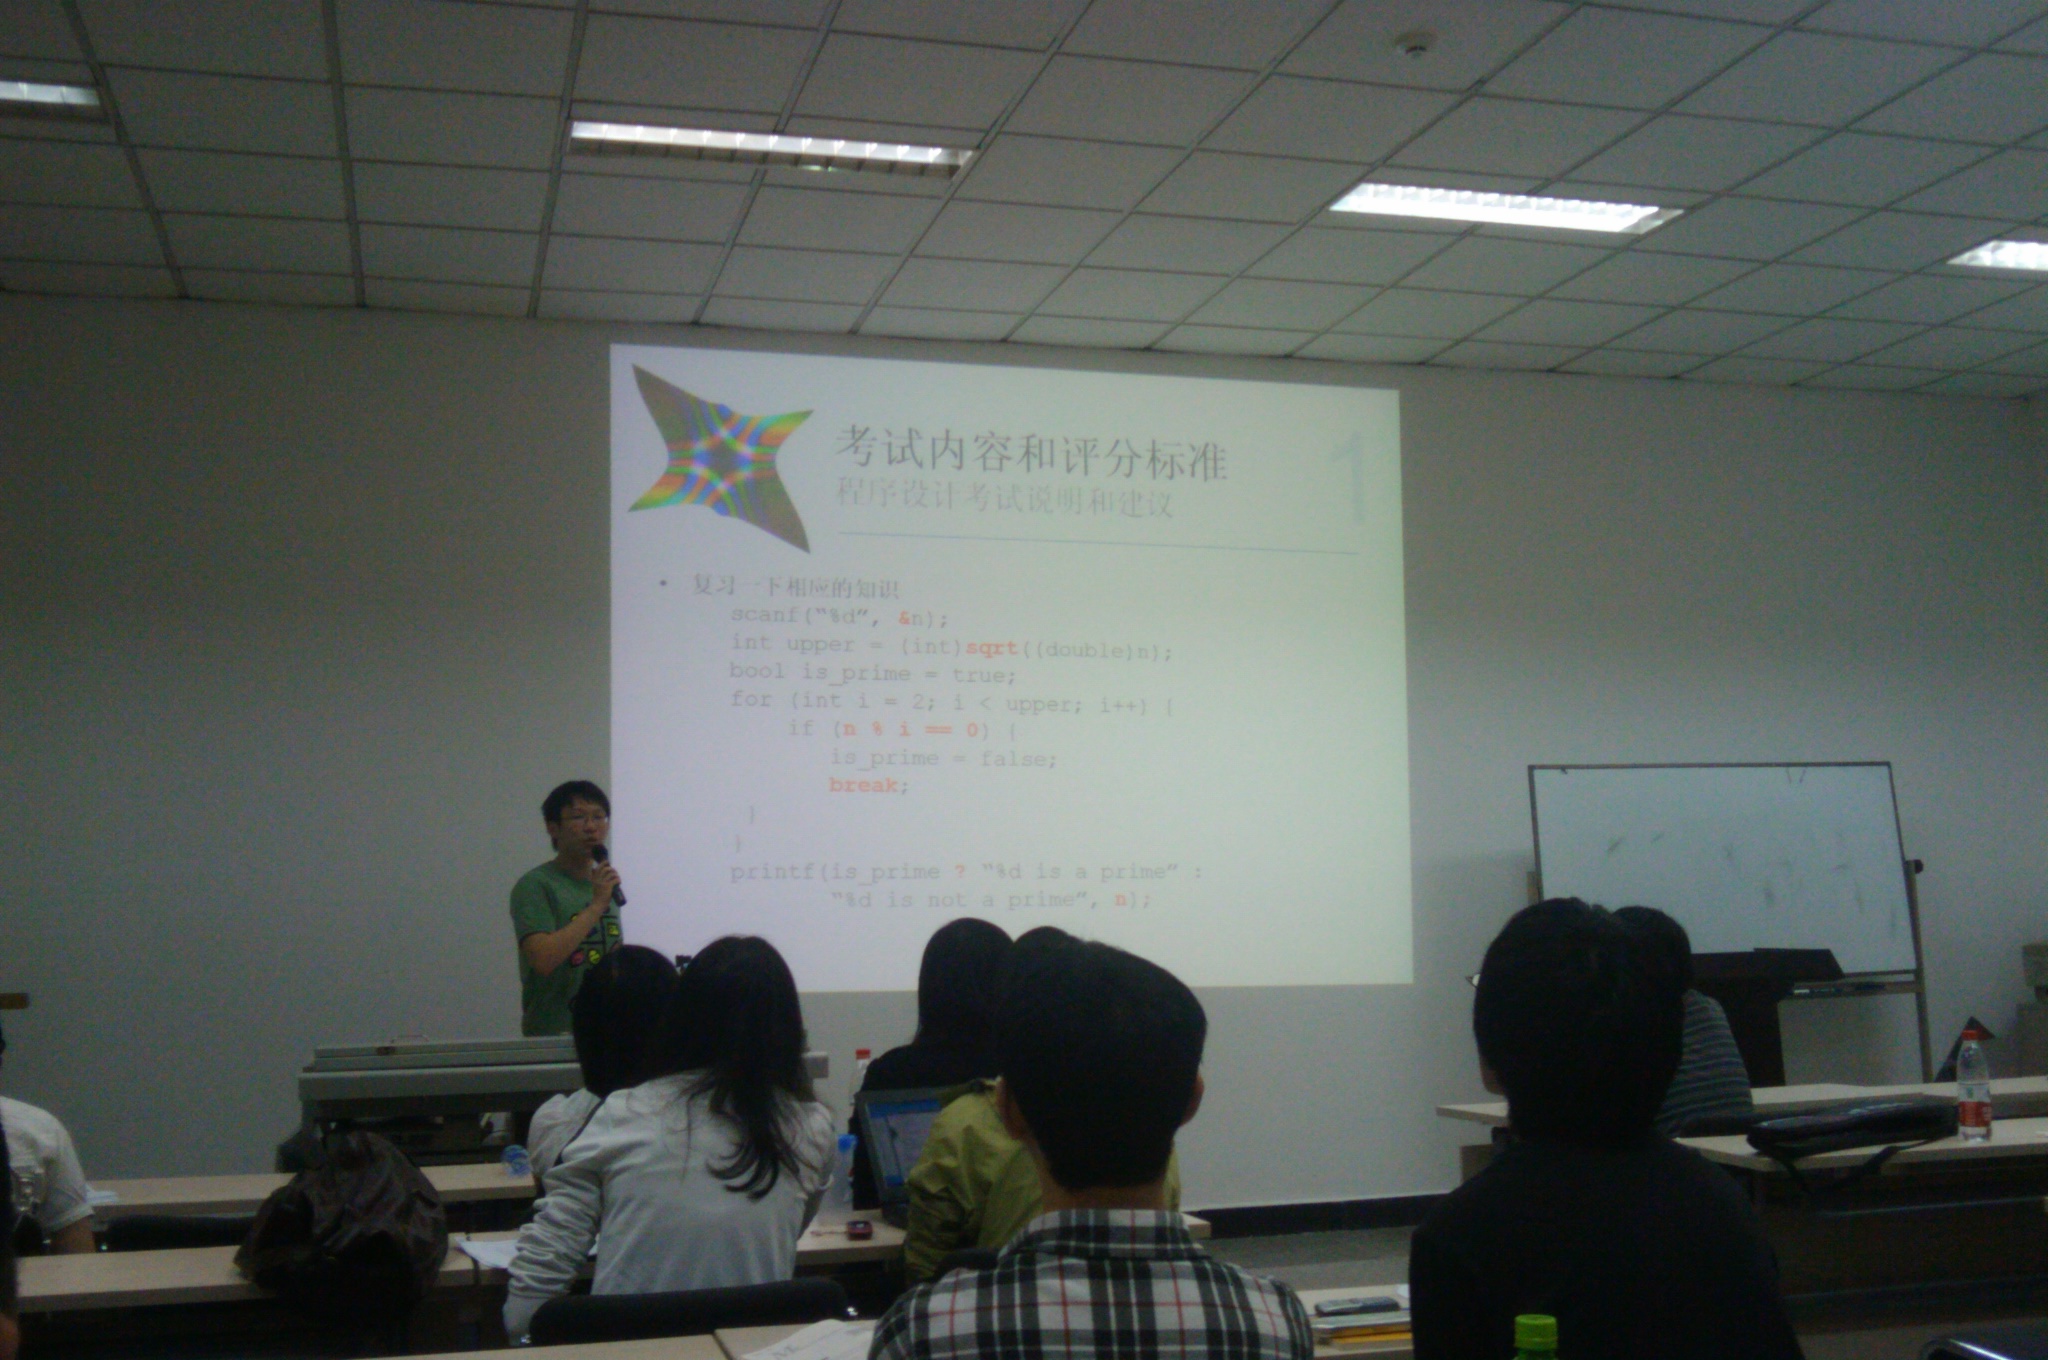 考试内容和评分标准
1
程序设计考试说明和建议
• 复习一下相应的知识
scanf("%d", &n);
int upper = (int)sqrt((double)n);
bool is_prime = true;
for (int i = 2; i < upper; i++) {
if (n % i == 0) {
is_prime = false;
break;
}
}
printf(is_prime ? "%d is a prime" :
"%d is not a prime", n);